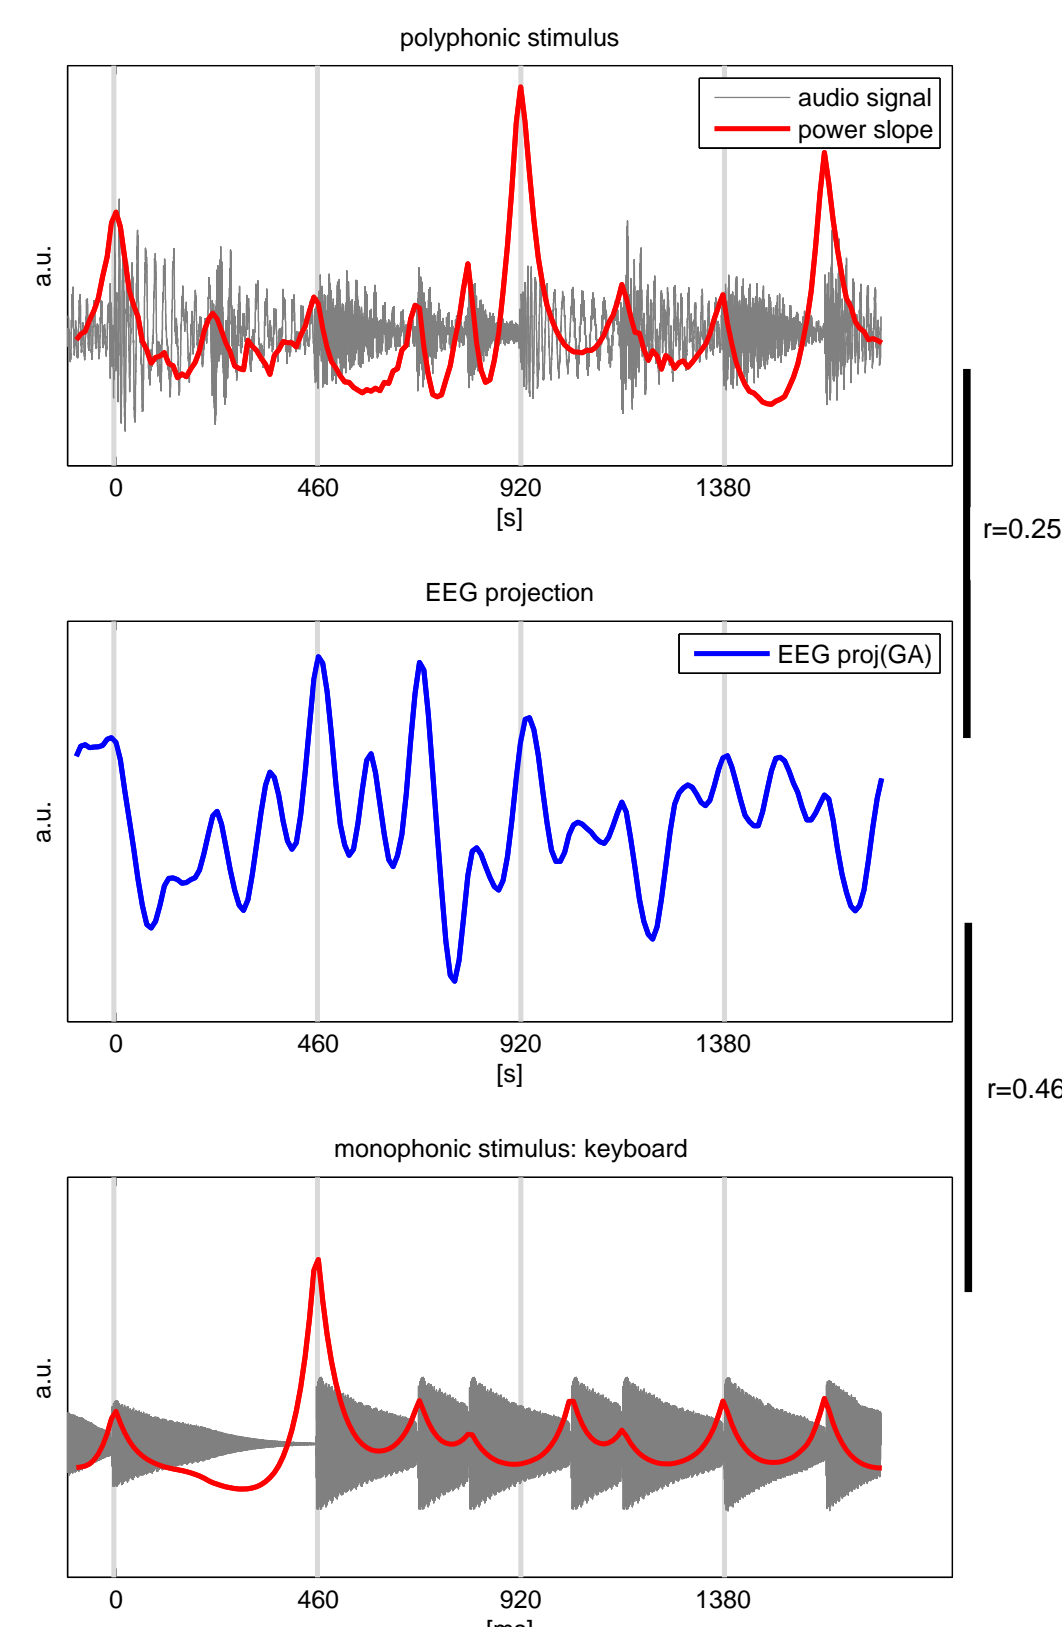 polyphonic stimulus
audio signal
power slope
a.u.
0 460 920 1380
[s]
r=0.25
EEG projection
EEG proj(GA)
a.u.
0 460 920 1380
[s]
r=0.46
monophonic stimulus: keyboard
a.u.
0 460 920 1380
[ms]